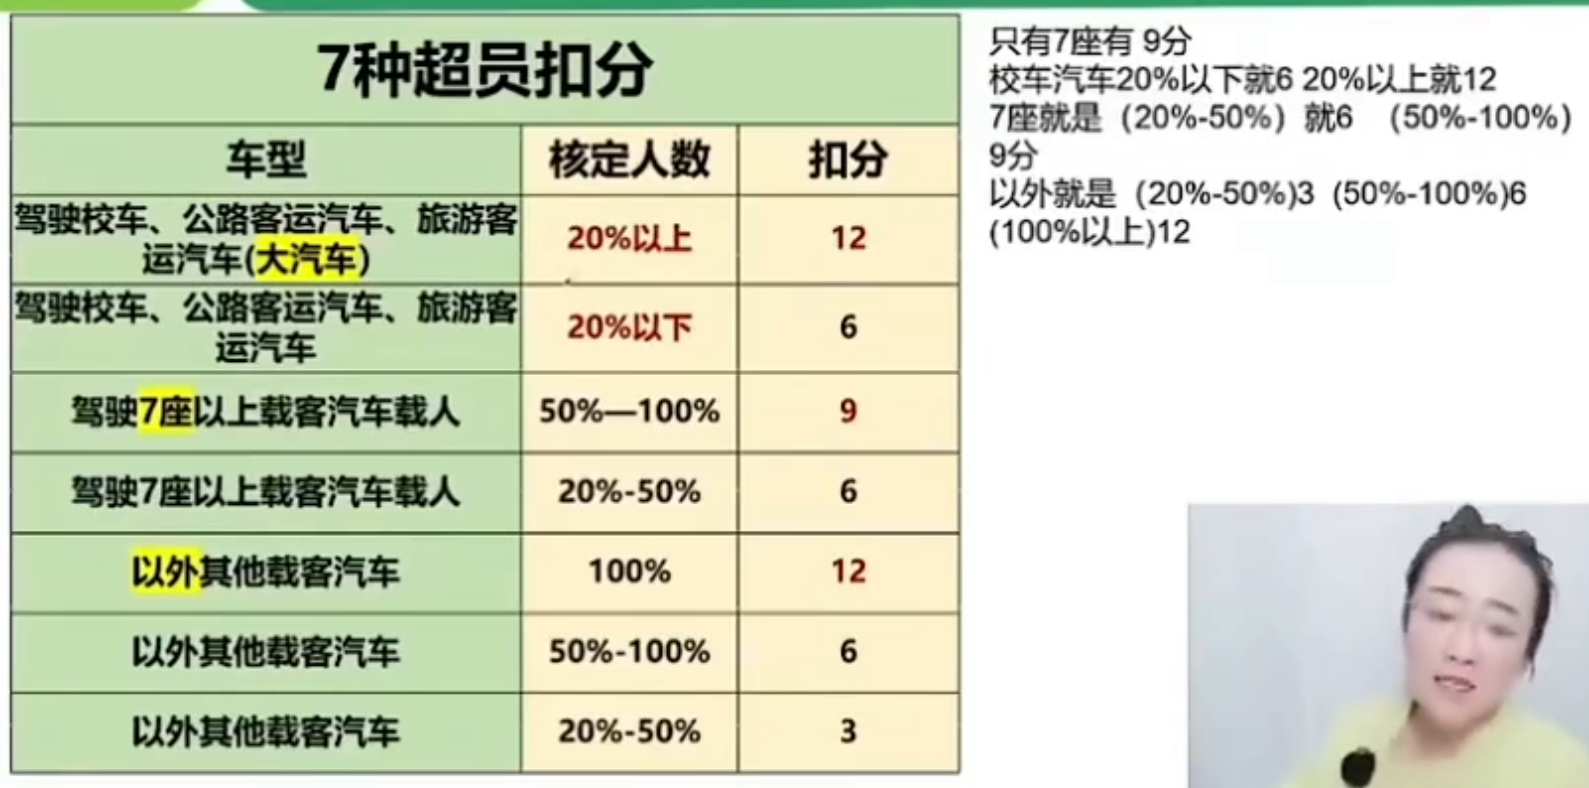 7种超员扣分
车型 核定人数 扣分
驾驶校车、公路客运汽车、旅游客
运汽车(大汽车) 20%以上 12
驾驶校车、公路客运汽车、旅游客
运汽车 20%以下 6
驾驶7座以上载客汽车载人 50%—100% 9
驾驶7座以上载客汽车载人 20%-50% 6
以外其他载客汽车 100% 12
以外其他载客汽车 50%-100% 6
以外其他载客汽车 20%-50% 3
只有7座有 9分
校车汽车20%以下就6 20%以上就12
7座就是（20%-50%）就6 （50%-100%）
9分
以外就是（20%-50%)3 (50%-100%)6
(100%以上)12